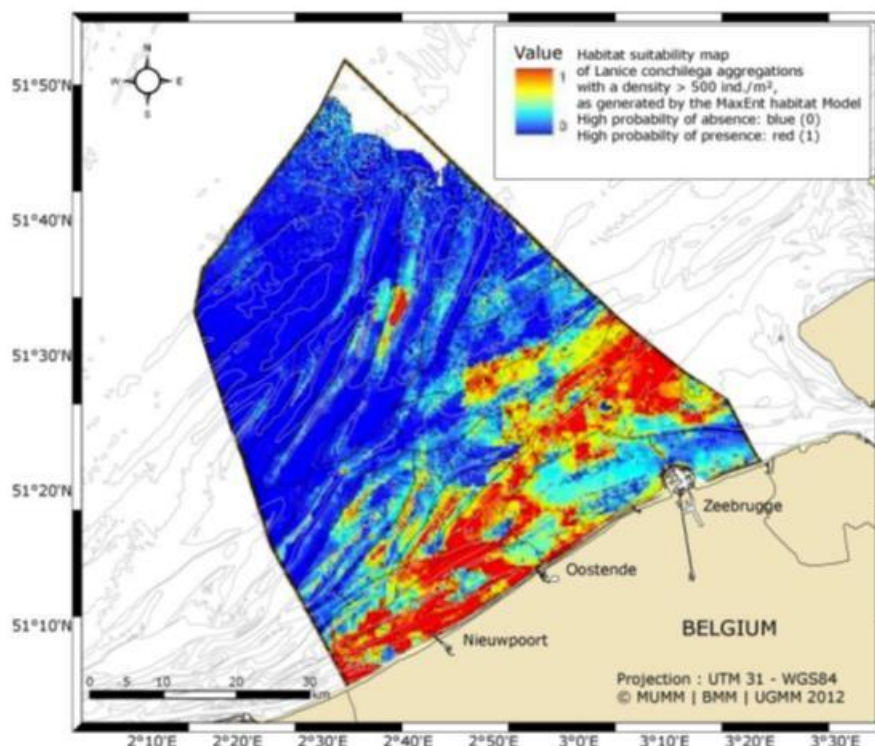 Value
Habitat suitability map
of Lanice conchilega aggregations
with a density > 500 ind./m²,
as generated by the MaxEnt habitat Model
High probabilty of absence: blue (0)
High probabilty of presence: red (1)
1
0
N
W
E
S
51°50'N
51°40'N
51°30'N
51°20'N
51°10'N
Zeebrugge
Oostende
Nieuwpoort
BELGIUM
Projection : UTM 31 - WGS84
© MUMM | BMM | UGMM 2012
0 5 10 20 30
km
2°10'E 2°20'E 2°30'E 2°40'E 2°50'E 3°0'E 3°10'E 3°20'E 3°30'E